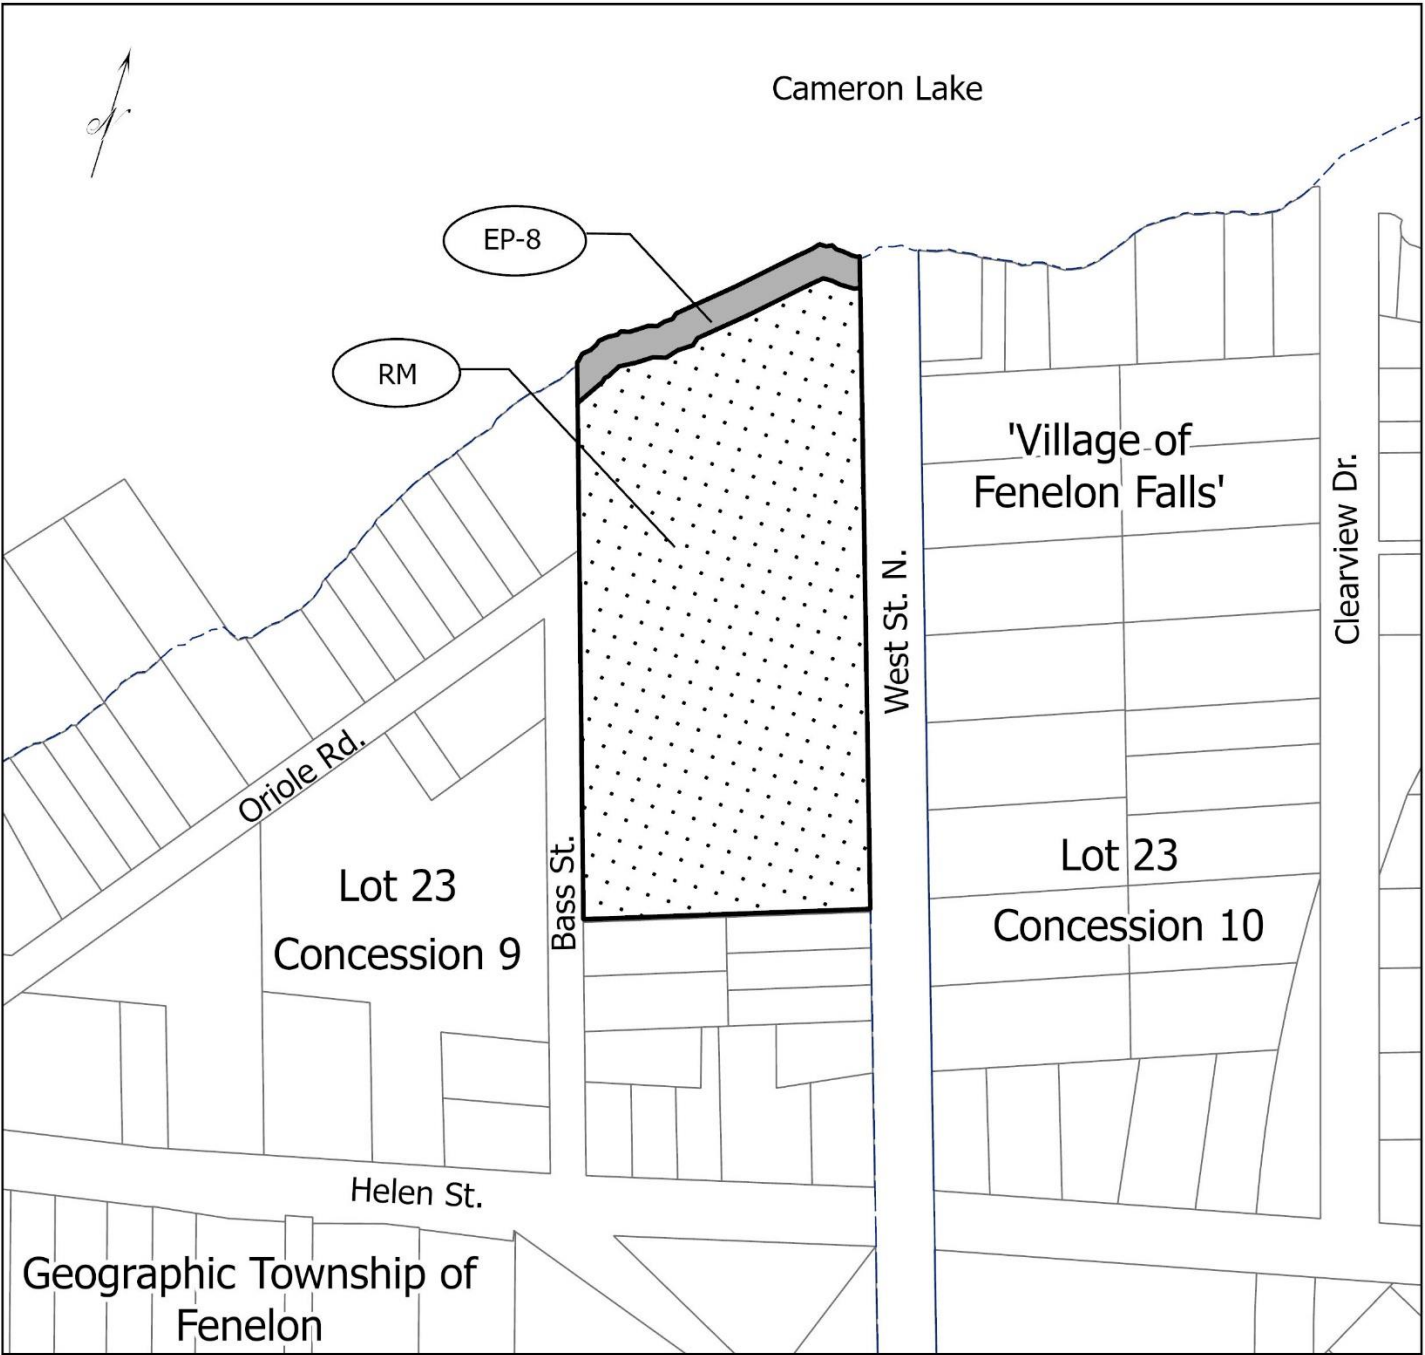 Cameron Lake
EP-8
RM
'Village of
Fenelon Falls'
Clearview Dr.
West St. N.
Oriole Rd.
Bass St.
Lot 23
Concession 9
Lot 23
Concession 10
Helen St.
Geographic Township of
Fenelon